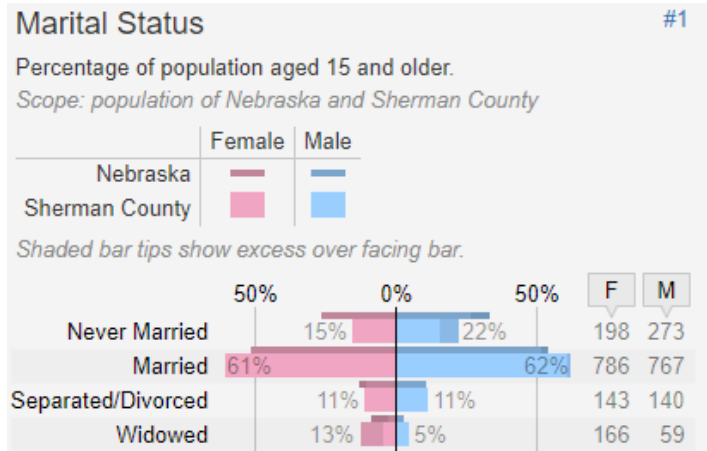 Marital Status #1
Percentage of population aged 15 and older.
Scope: population of Nebraska and Sherman County
Female Male
Nebraska
Sherman County
Shaded bar tips show excess over facing bar.
50% 0% 50% F M
Never Married 15% 22% 198 273
Married 61% 62% 786 767
Separated/Divorced 11% 11% 143 140
Widowed 13% 5% 166 59